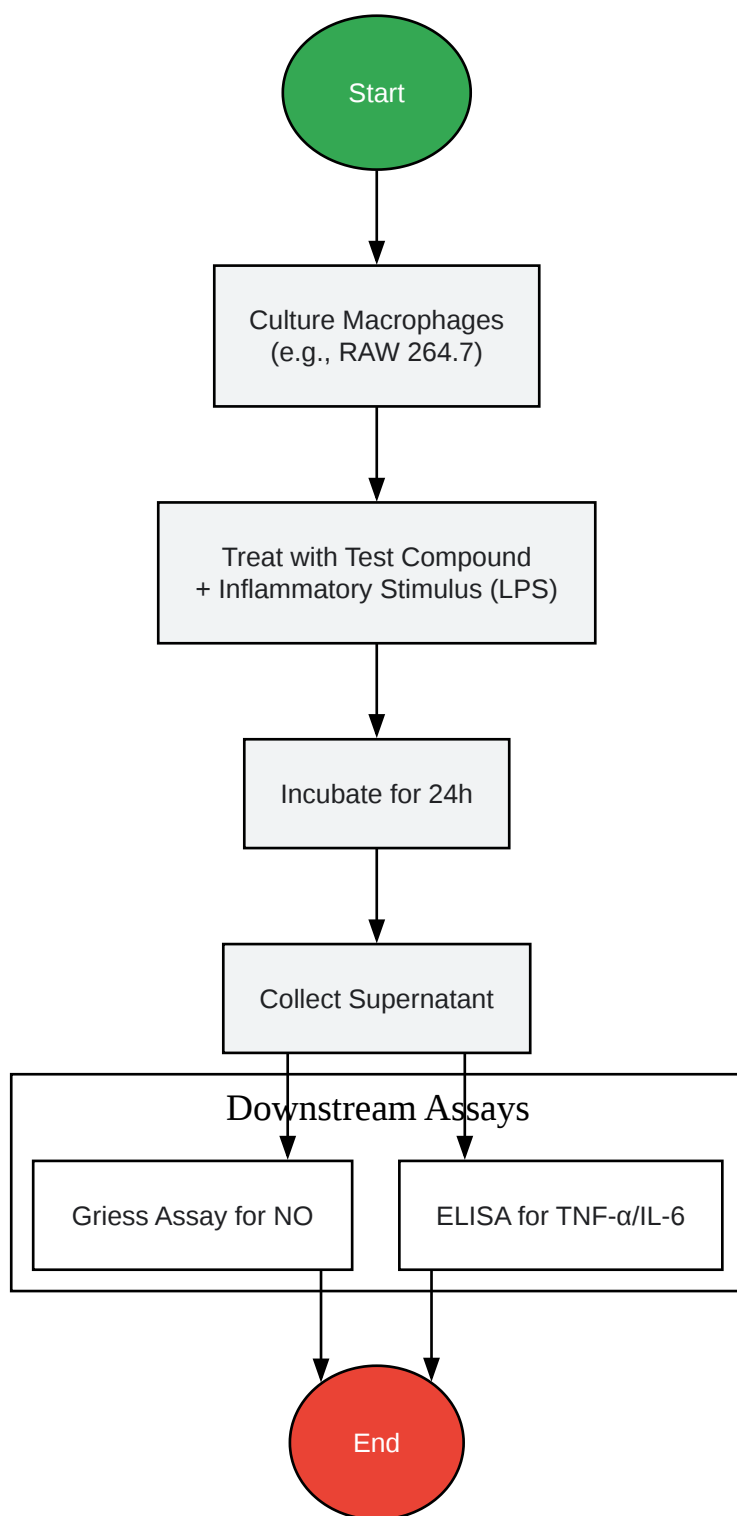 Start
Culture Macrophages
(e.g., RAW 264.7)
Treat with Test Compound
+ Inflammatory Stimulus (LPS)
Incubate for 24h
Collect Supernatant
Downstream Assays
Griess Assay for NO
ELISA for TNF-α/IL-6
End